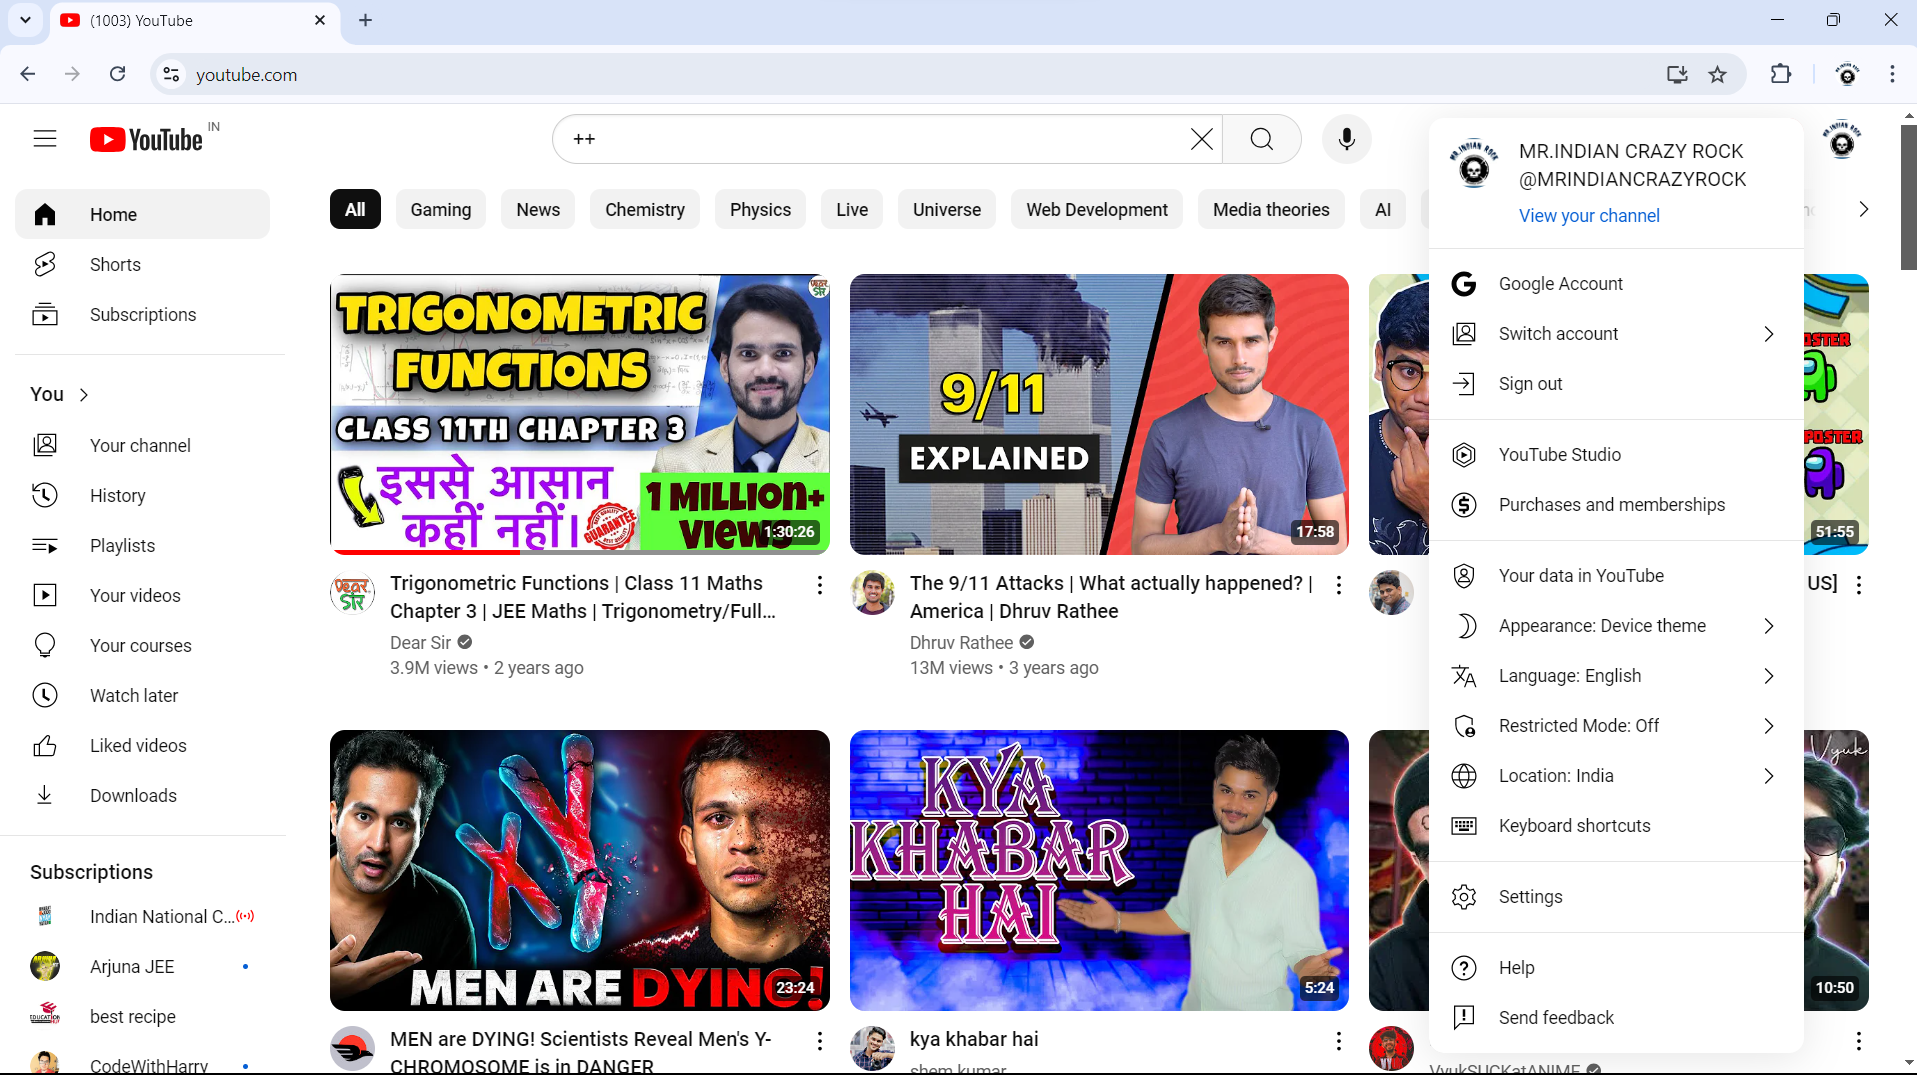 (1003) YouTube
youtube.com
YouTube IN
++
All
Gaming
News
Chemistry
Physics
Live
Universe
Web Development
Media theories
AI
Home
Shorts
Subscriptions
You
Your channel
History
Playlists
Your videos
Your courses
Watch later
Liked videos
Downloads
Subscriptions
Indian National C...
Arjuna JEE
best recipe
CodeWithHarry
TRIGONOMETRIC
FUNCTIONS
CLASS 11TH CHAPTER 3
इससे आसान
कहीं नहीं।
GUARANTEE
1 MILLION+
VIEWS
1:30:26
DEAR
SIR
Trigonometric Functions | Class 11 Maths
Chapter 3 | JEE Maths | Trigonometry/Full...
Dear Sir
3.9M views • 2 years ago
9/11
EXPLAINED
17:58
The 9/11 Attacks | What actually happened? |
America | Dhruv Rathee
Dhruv Rathee
13M views • 3 years ago
51:55
US]
MEN ARE DYING!
23:24
MEN are DYING! Scientists Reveal Men's Y-
CHROMOSOME is in DANGER
KYA
KHABAR
HAI
5:24
kya khabar hai
shem kumar
Vyuk
10:50
VyukSUCKatANIME
MR.INDIAN ROCK
MR.INDIAN CRAZY ROCK
@MRINDIANCRAZYROCK
View your channel
Google Account
Switch account
Sign out
YouTube Studio
Purchases and memberships
Your data in YouTube
Appearance: Device theme
Language: English
Restricted Mode: Off
Location: India
Keyboard shortcuts
Settings
Help
Send feedback